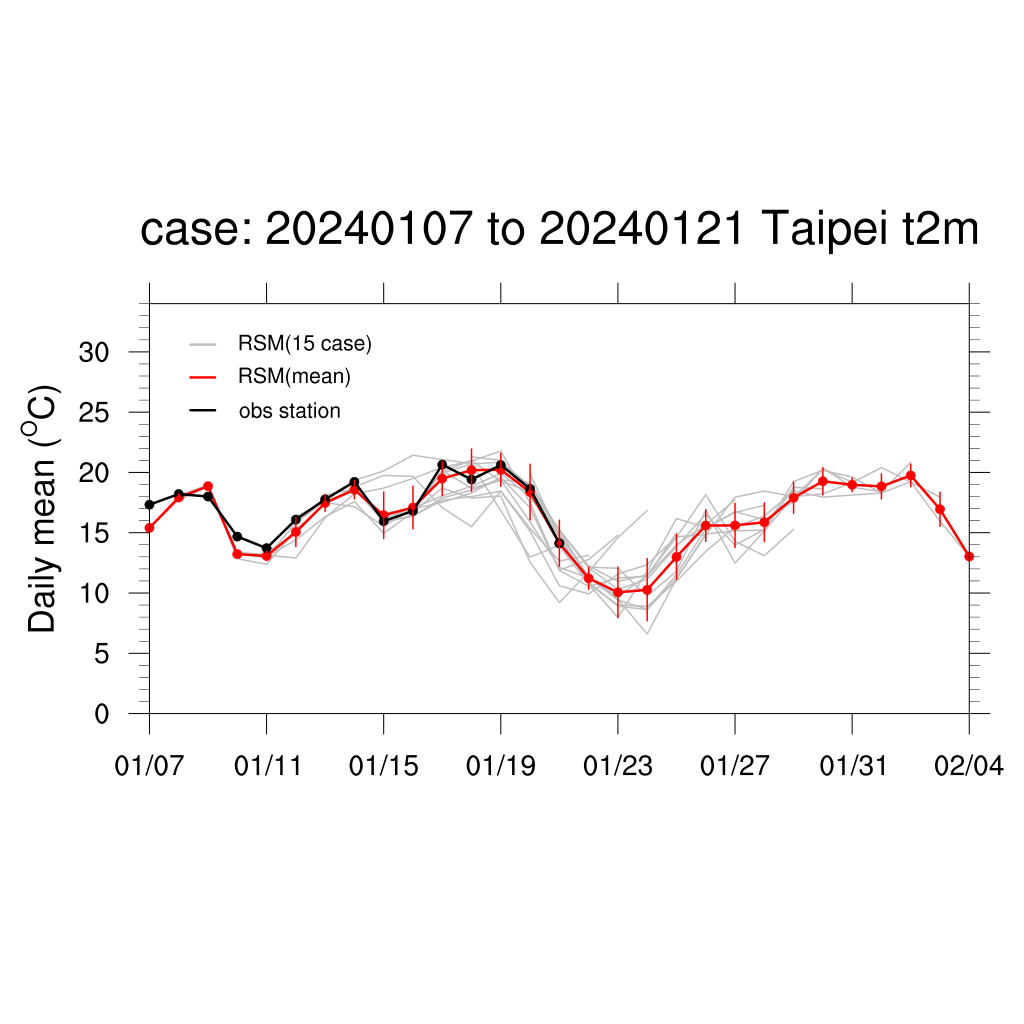 case: 20240107 to 20240121 Taipei t2m
RSM(15 case)
RSM(mean)
obs station
Daily mean (°C)
30
25
20
15
10
5
0
01/07 01/11 01/15 01/19 01/23 01/27 01/31 02/04